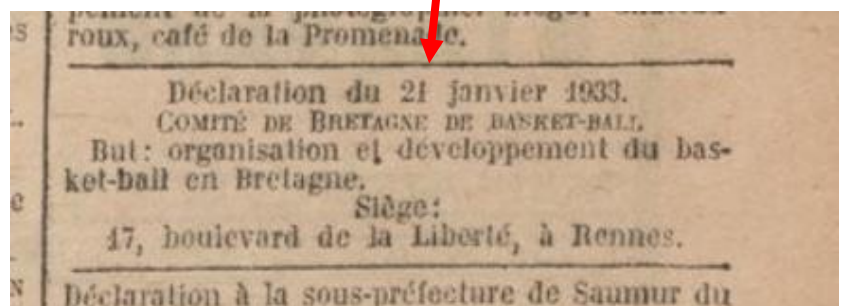 roux, café de la Promenade.
Déclaration du 21 janvier 1933.
COMITÉ DE BRETAGNE DE BASKET-BALL.
But: organisation et développement du bas-
ket-ball en Bretagne.
Siège:
17, boulevard de la Liberté, à Rennes.
Déclaration à la sous-préfecture de Saumur du